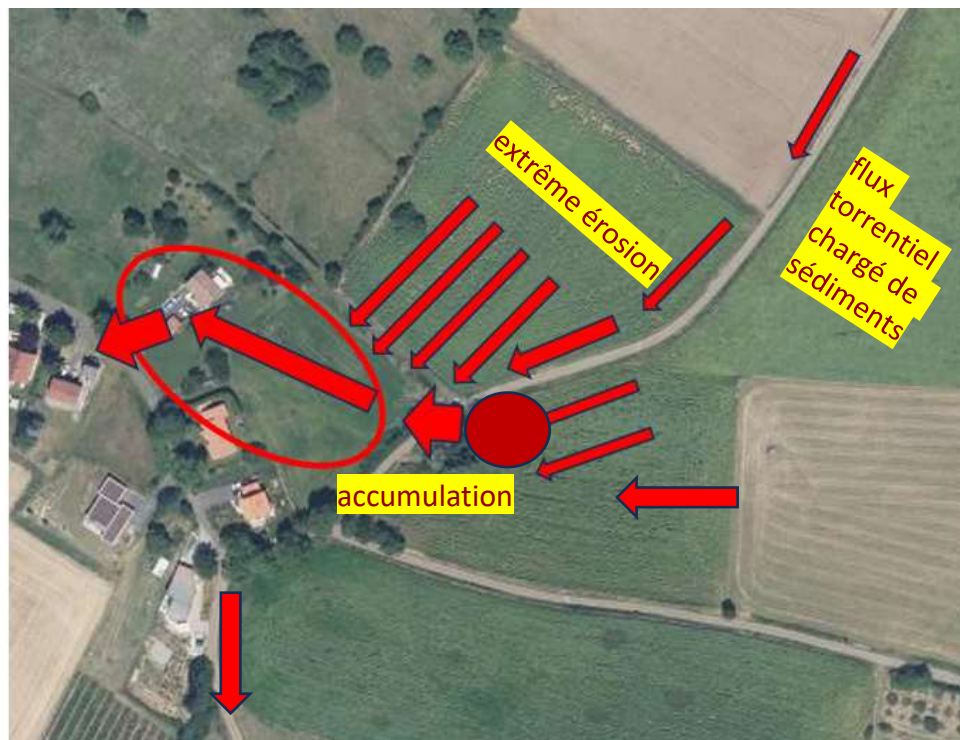 extrême érosion
flux
torrentiel
chargé de
sédiments
accumulation